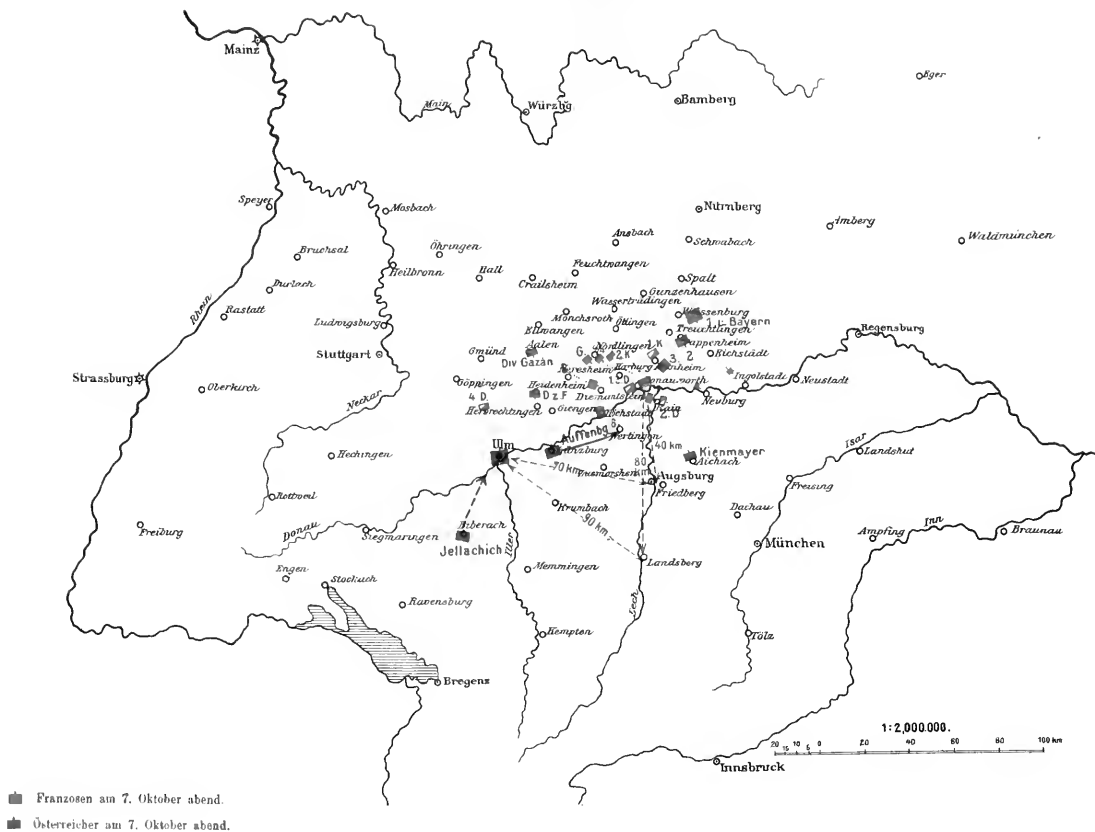 Mainz
Main
Würzbg
Bamberg
Eger
Speyer
Mosbach
Nürnberg
Amberg
Waldmünchen
Bruchsal
Öhringen
Ansbach
Schwabach
Heilbronn
Hall
Crailsheim
Feuchtwangen
Spalt
Durlach
Gunzenhausen
Rhein
Rastatt
Ludwigsburg
Mönchsroth
Wassertrüdingen
Weissenburg
1. k. Bayern
Ellwangen
Öttingen
Treuchtlingen
Regensburg
Stuttgart
Gmünd
Aalen
Div Gazan
Nördlingen
Pappenheim
Eichstädt
G.
2.K
3. 2
Strassburg
Oberkirch
Göppingen
Neresheim
Harburg
Monheim
Ingolstadt
Neustadt
Neckar
4 D.
Heidenheim
D z F
1. D
Donauwörth
Neuburg
Herbrechtingen
Giengen
Höchstädt
Rain
2. D
Ulm
Auffenbg
Günzburg
Wertingen
40 km
Kienmayer
Aichach
Isar
Landshut
Hechingen
70 km
Zusmarshsn
80 km
Augsburg
Friedberg
Freising
Rottweil
Krumbach
Dachau
Inn
Freiburg
Donau
Siegmaringen
Biberach
Jellachich
Iller
90 km
München
Ampfing
Braunau
Engen
Stockach
Memmingen
Landsberg
Ravensburg
Lech
Kempten
Tölz
Bregenz
1:2,000.000.
20 15 10 5 0 20 40 60 80 100 km
Innsbruck
Franzosen am 7. Oktober abend.
Österreicher am 7. Oktober abend.